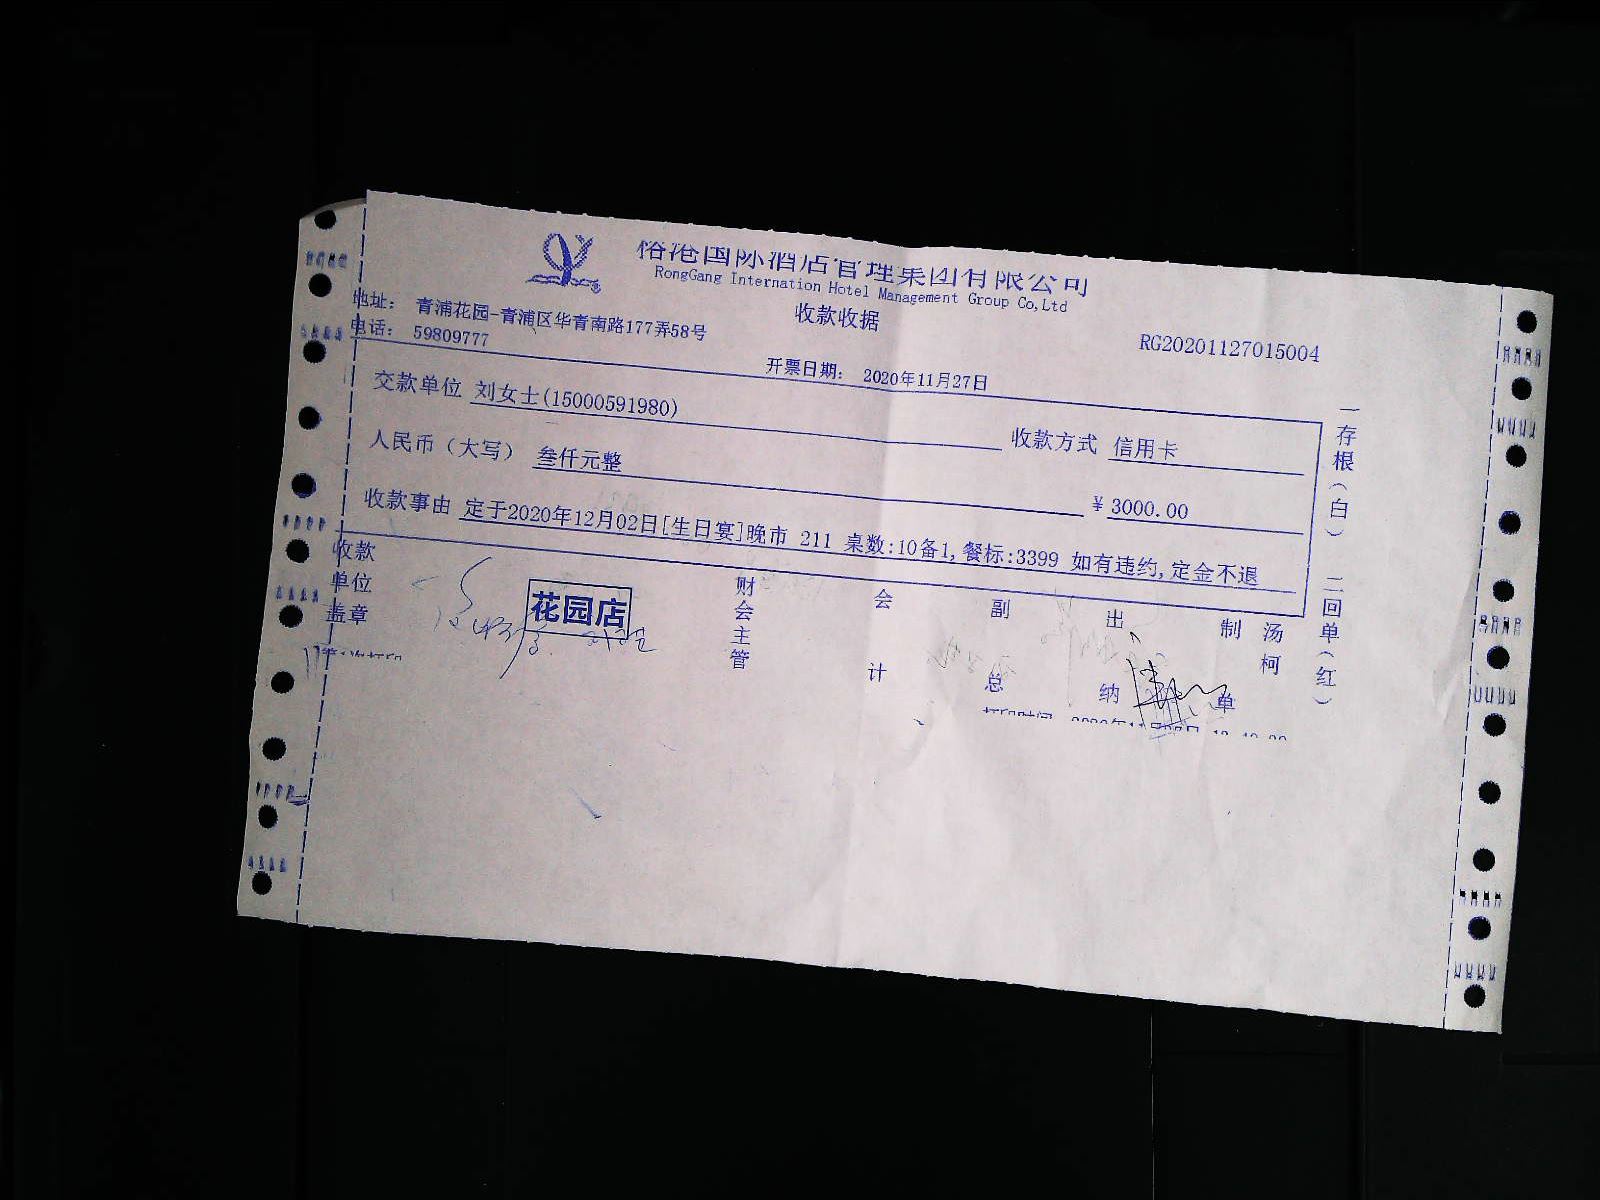 裕港国际酒店管理集团有限公司
RongGang Internation Hotel Management Group Co,Ltd
收款收据
地址： 青浦花园-青浦区华青南路177弄58号
电话： 59809777
RG20201127015004
开票日期： 2020年11月27日
交款单位 刘女士(15000591980)
收款方式 信用卡
人民币（大写） 叁仟元整
¥ 3000.00
收款事由 定于2020年12月02日[生日宴]晚市 211 桌数:10备1,餐标:3399 如有违约,定金不退
一存根（白） 二回单（红）
收款单位盖章
花园店
财会主管
会计
副总
出纳
制单
汤柯